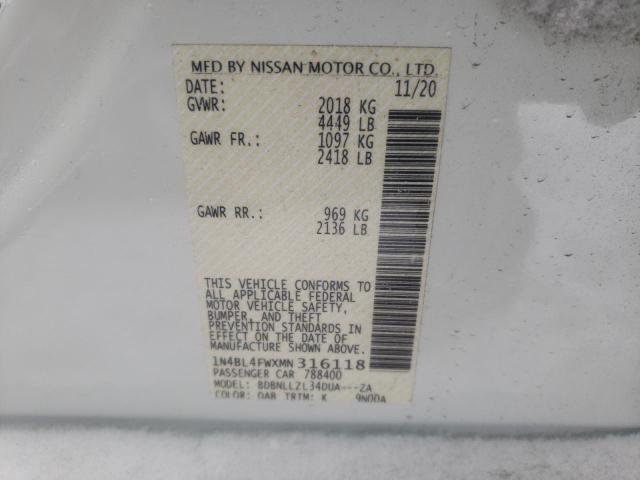 MFD BY NISSAN MOTOR CO., LTD.
DATE: 11/20
GVWR: 2018 KG
4449 LB
GAWR FR.: 1097 KG
2418 LB
GAWR RR.: 969 KG
2136 LB
THIS VEHICLE CONFORMS TO
ALL APPLICABLE FEDERAL
MOTOR VEHICLE SAFETY,
BUMPER, AND THEFT
PREVENTION STANDARDS IN
EFFECT ON THE DATE OF
MANUFACTURE SHOWN ABOVE.
1N4BL4FWXMN316118
PASSENGER CAR 788400
MODEL: BDBNLLZL34DUA---ZA
COLOR: QAB TRIM: K 9NODA